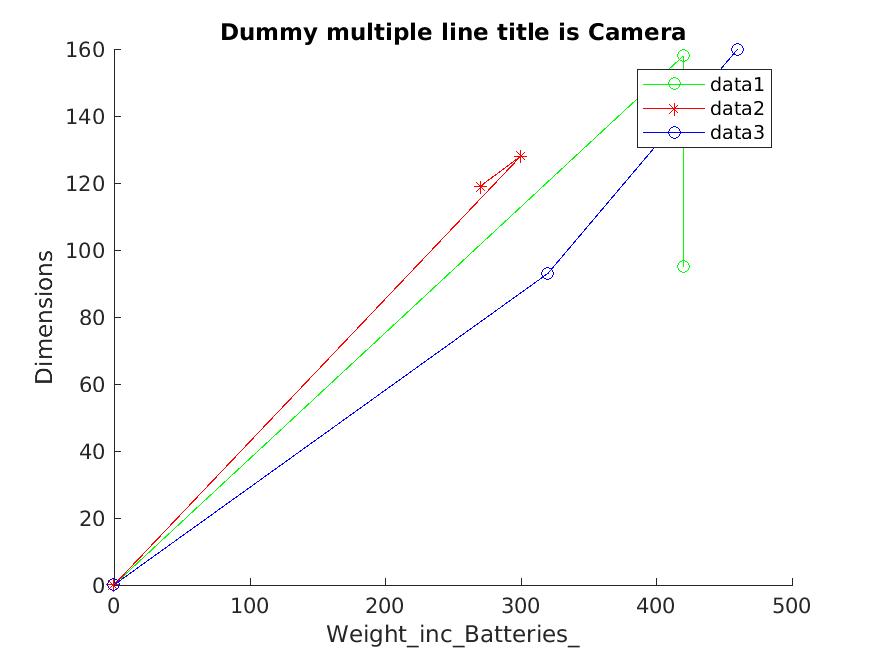 Dummy multiple line title is Camera
160
140
120
100
80
60
40
20
0
Dimensions
data1
data2
data3
0 100 200 300 400 500
Weight_inc_Batteries_